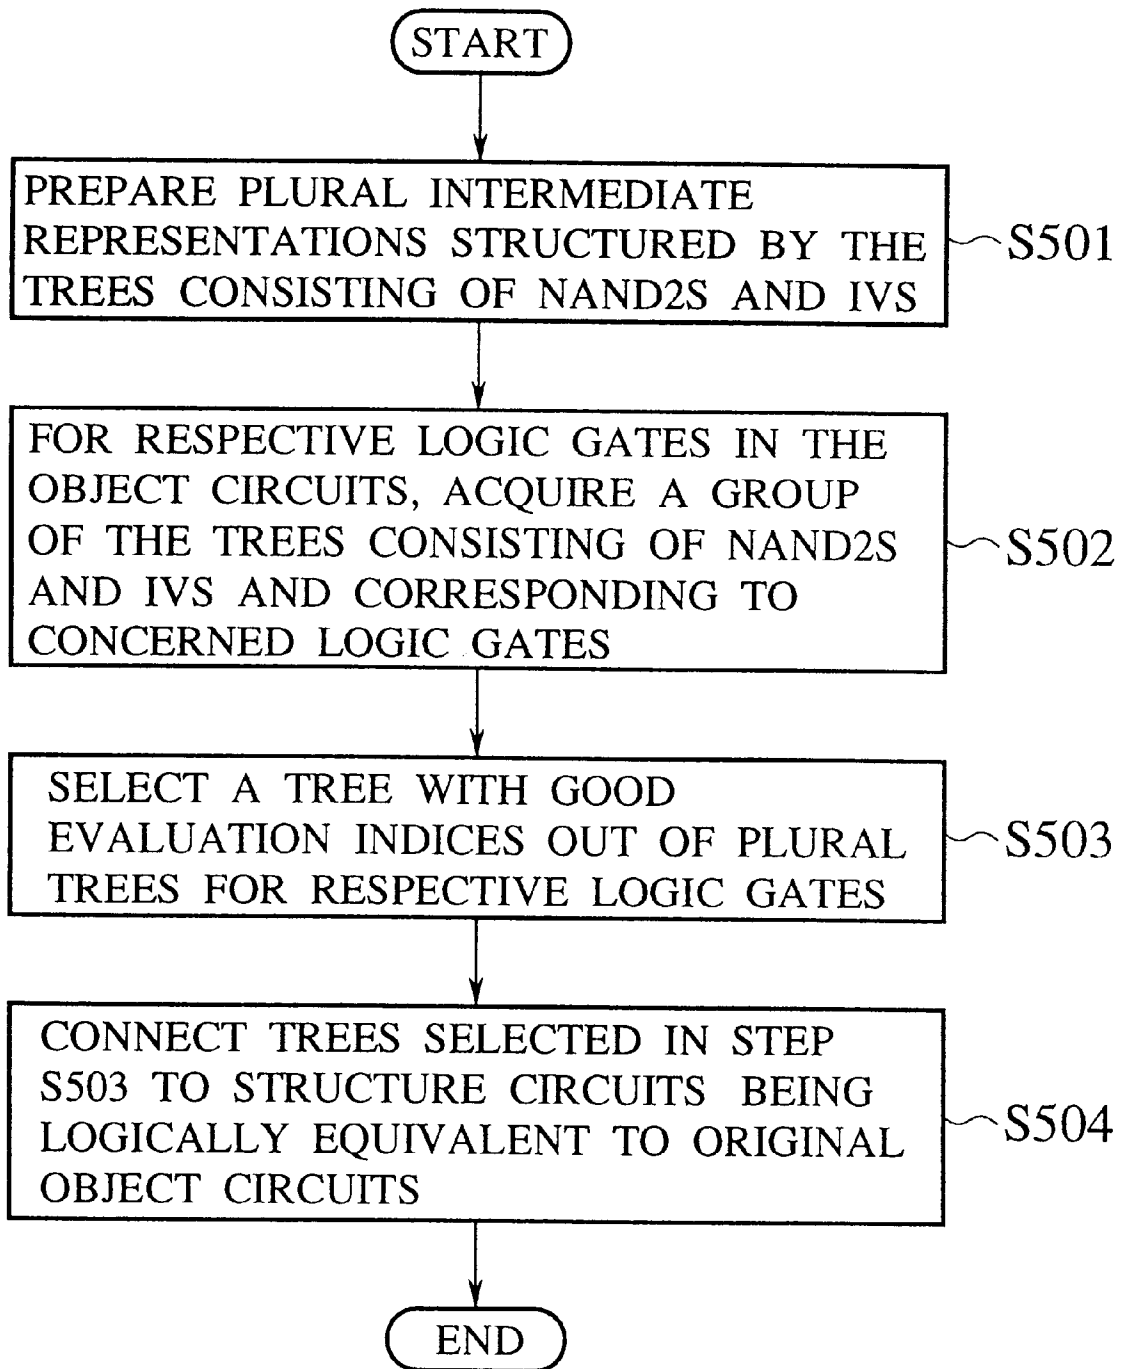 START
PREPARE PLURAL INTERMEDIATE
REPRESENTATIONS STRUCTURED BY THE
TREES CONSISTING OF NAND2S AND IVS
S501
FOR RESPECTIVE LOGIC GATES IN THE
OBJECT CIRCUITS, ACQUIRE A GROUP
OF THE TREES CONSISTING OF NAND2S
AND IVS AND CORRESPONDING TO
CONCERNED LOGIC GATES
S502
SELECT A TREE WITH GOOD
EVALUATION INDICES OUT OF PLURAL
TREES FOR RESPECTIVE LOGIC GATES
S503
CONNECT TREES SELECTED IN STEP
S503 TO STRUCTURE CIRCUITS BEING
LOGICALLY EQUIVALENT TO ORIGINAL
OBJECT CIRCUITS
S504
END